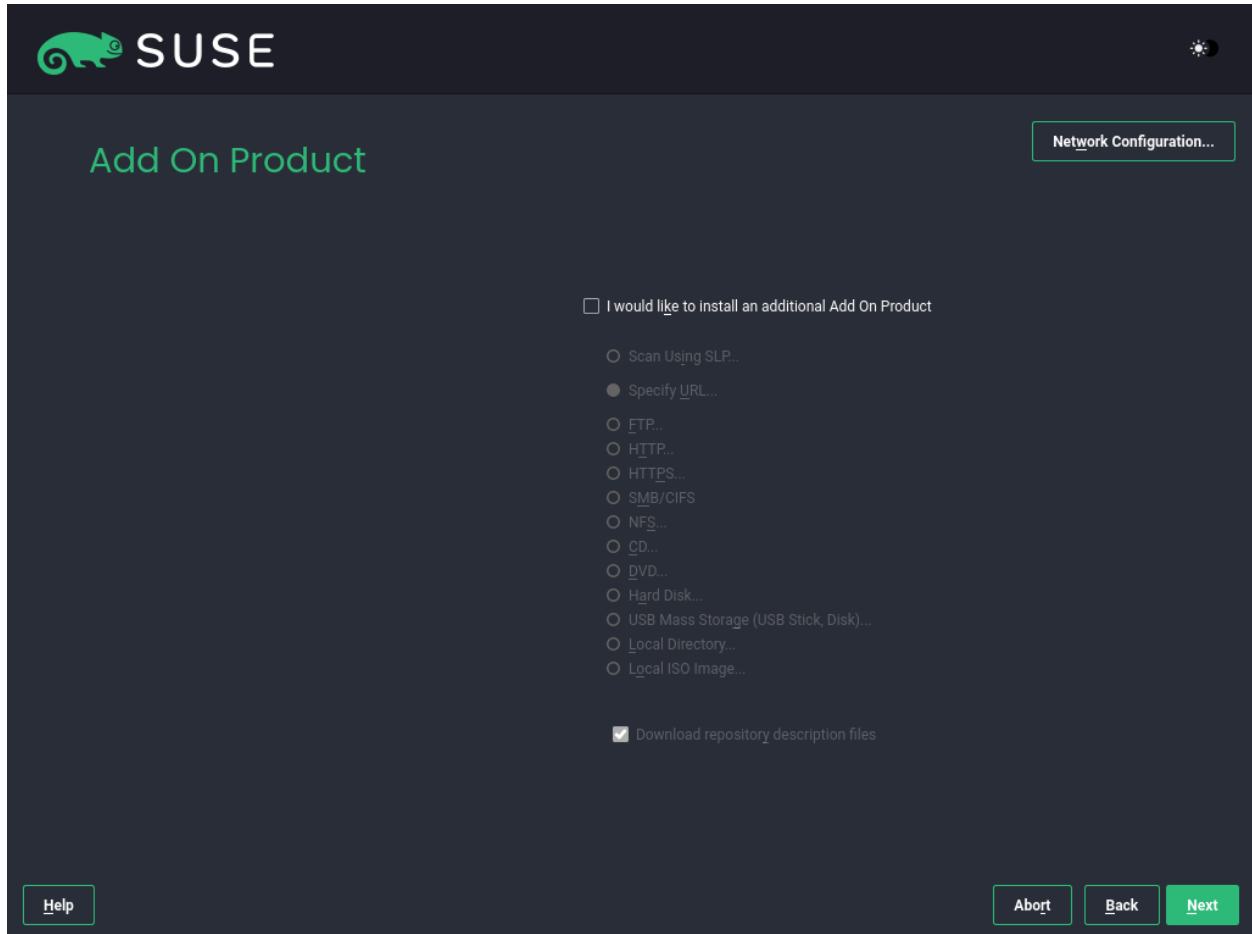 SUSE
Add On Product
Network Configuration...
I would like to install an additional Add On Product
Scan Using SLP...
Specify URL...
FTP...
HTTP...
HTTPS...
SMB/CIFS
NFS...
CD...
DVD...
Hard Disk...
USB Mass Storage (USB Stick, Disk)...
Local Directory...
Local ISO Image...
Download repository description files
Help
Abort
Back
Next